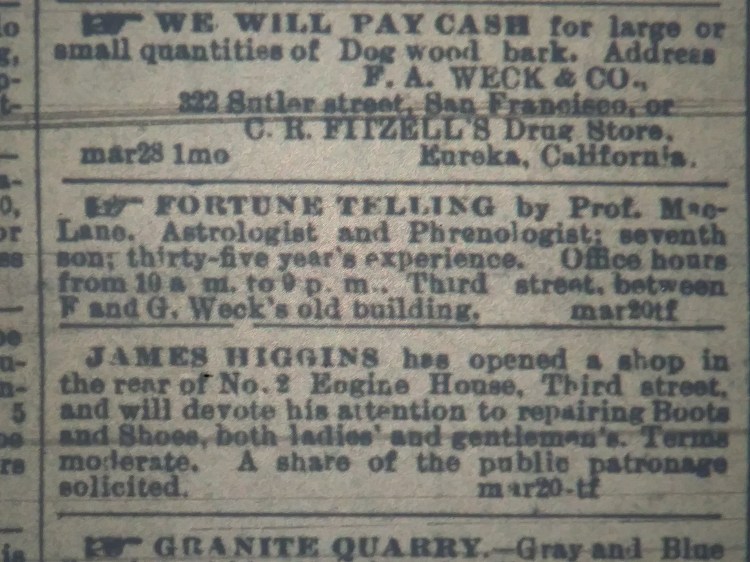 ☞ WE WILL PAY CASH for large or
small quantities of Dog wood bark. Address
F. A. WECK & CO.,
322 Sutter street, San Francisco, or
C. R. FITZELL'S Drug Store.
mar28 1mo Eureka, California.
☞ FORTUNE TELLING by Prof. Mac-
Lane. Astrologist and Phrenologist; seventh
son; thirty-five year's experience. Office hours
from 10 a m. to 9 p. m.. Third street, between
F and G. Weck's old building. mar20tf
JAMES HIGGINS has opened a shop in
the rear of No. 2 Engine House, Third street,
and will devote his attention to repairing Boots
and Shoes, both ladies' and gentlemen's. Terms
moderate. A share of the public patronage
solicited. mar20-tf
☞ GRANITE QUARRY.—Gray and Blue